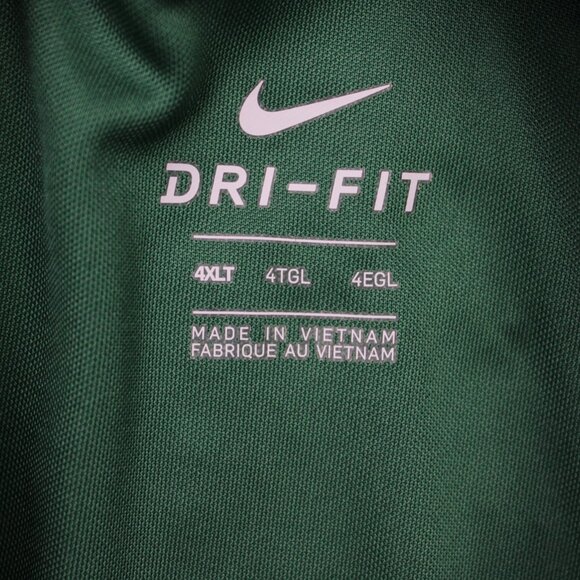 DRI-FIT
4XLT 4TGL 4EGL
MADE IN VIETNAM
FABRIQUE AU VIETNAM